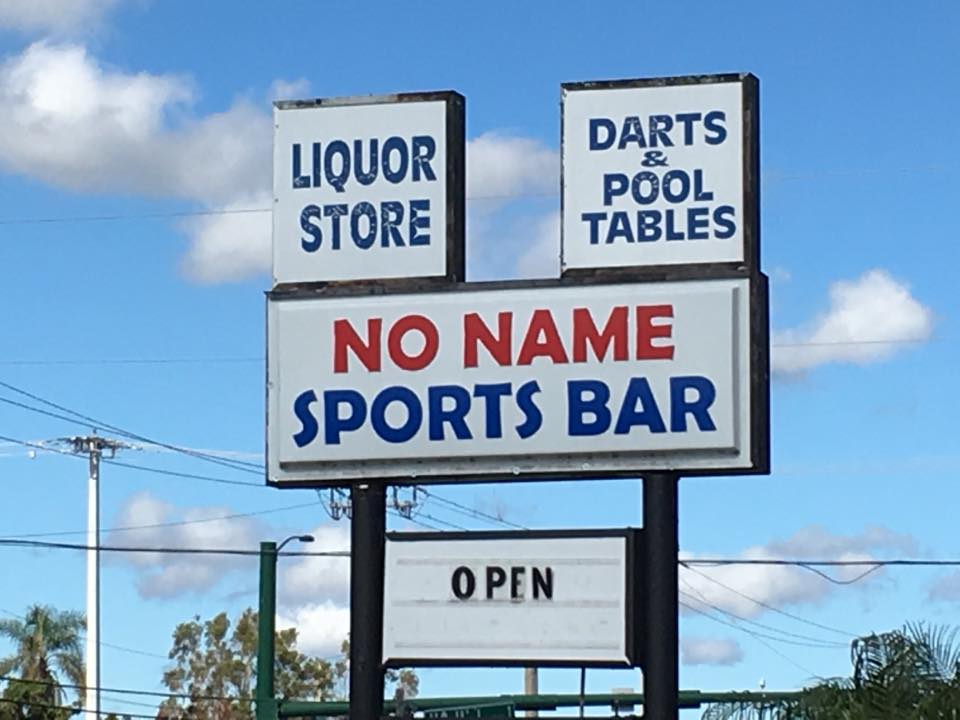 LIQUOR
STORE
DARTS
&
POOL
TABLES
NO NAME
SPORTS BAR
OPEN